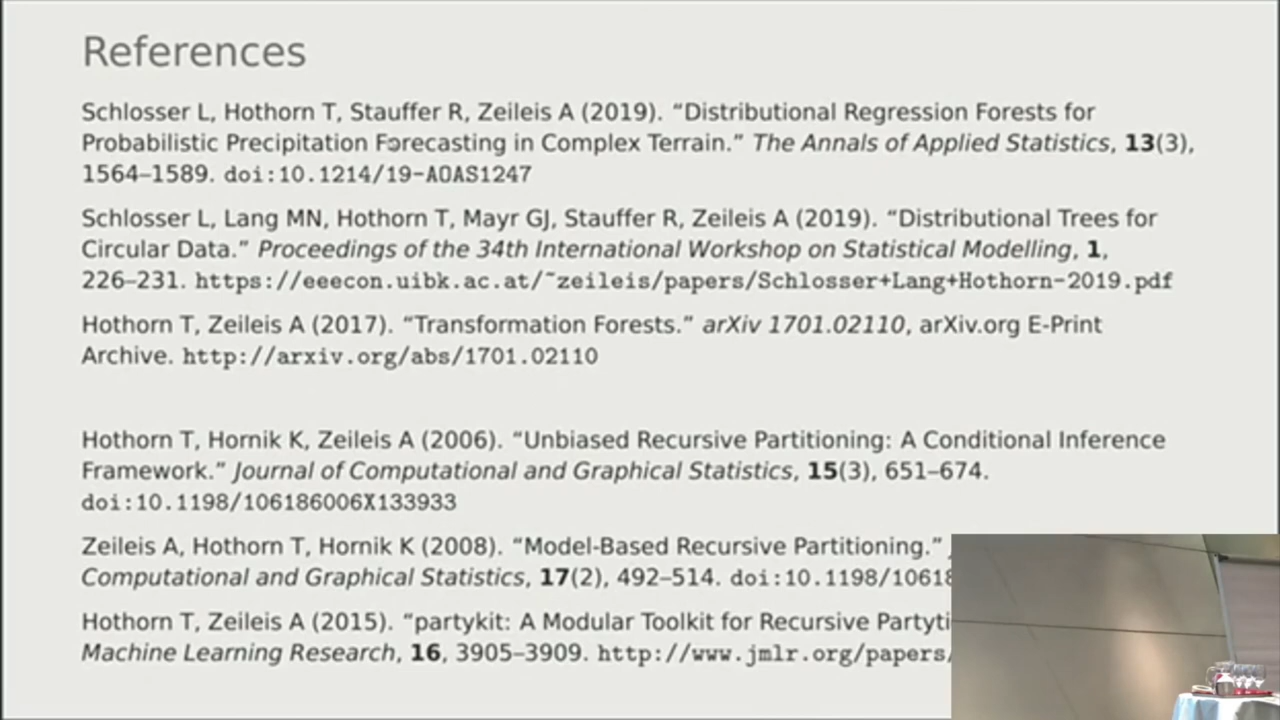 References
Schlosser L, Hothorn T, Stauffer R, Zeileis A (2019). “Distributional Regression Forests for
Probabilistic Precipitation Forecasting in Complex Terrain.” The Annals of Applied Statistics, 13(3),
1564–1589. doi:10.1214/19-AOAS1247
Schlosser L, Lang MN, Hothorn T, Mayr GJ, Stauffer R, Zeileis A (2019). “Distributional Trees for
Circular Data.” Proceedings of the 34th International Workshop on Statistical Modelling, 1,
226–231. https://eeecon.uibk.ac.at/~zeileis/papers/Schlosser+Lang+Hothorn-2019.pdf
Hothorn T, Zeileis A (2017). “Transformation Forests.” arXiv 1701.02110, arXiv.org E-Print
Archive. http://arxiv.org/abs/1701.02110
Hothorn T, Hornik K, Zeileis A (2006). “Unbiased Recursive Partitioning: A Conditional Inference
Framework.” Journal of Computational and Graphical Statistics, 15(3), 651–674.
doi:10.1198/106186006X133933
Zeileis A, Hothorn T, Hornik K (2008). “Model-Based Recursive Partitioning.”
Computational and Graphical Statistics, 17(2), 492–514. doi:10.1198/10618
Hothorn T, Zeileis A (2015). “partykit: A Modular Toolkit for Recursive Partyti
Machine Learning Research, 16, 3905–3909. http://www.jmlr.org/papers/